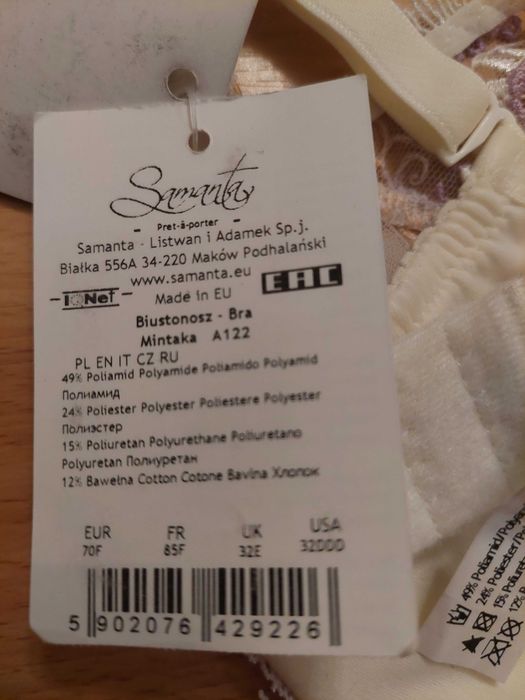 Samanta
- Pret-à-porter -
Samanta - Listwan i Adamek Sp.j.
Białka 556A 34-220 Maków Podhalański
www.samanta.eu
IQNet
EAC
Made in EU
Biustonosz - Bra
Mintaka A122
PL EN IT CZ RU
49% Poliamid Polyamide Poliamido Polyamid
Полиамид
24% Poliester Polyester Poliestere Polyester
Полиэстер
15% Poliuretan Polyurethane Poliuretano
Polyuretan Полиуретан
12% Bawełna Cotton Cotone Bavlna Хлопок
EUR FR UK USA
70F 85F 32E 32DDD
5 902076 429226
49% Poliamid/Polya
24% Poliester/Po
15% Poliuret
12% B